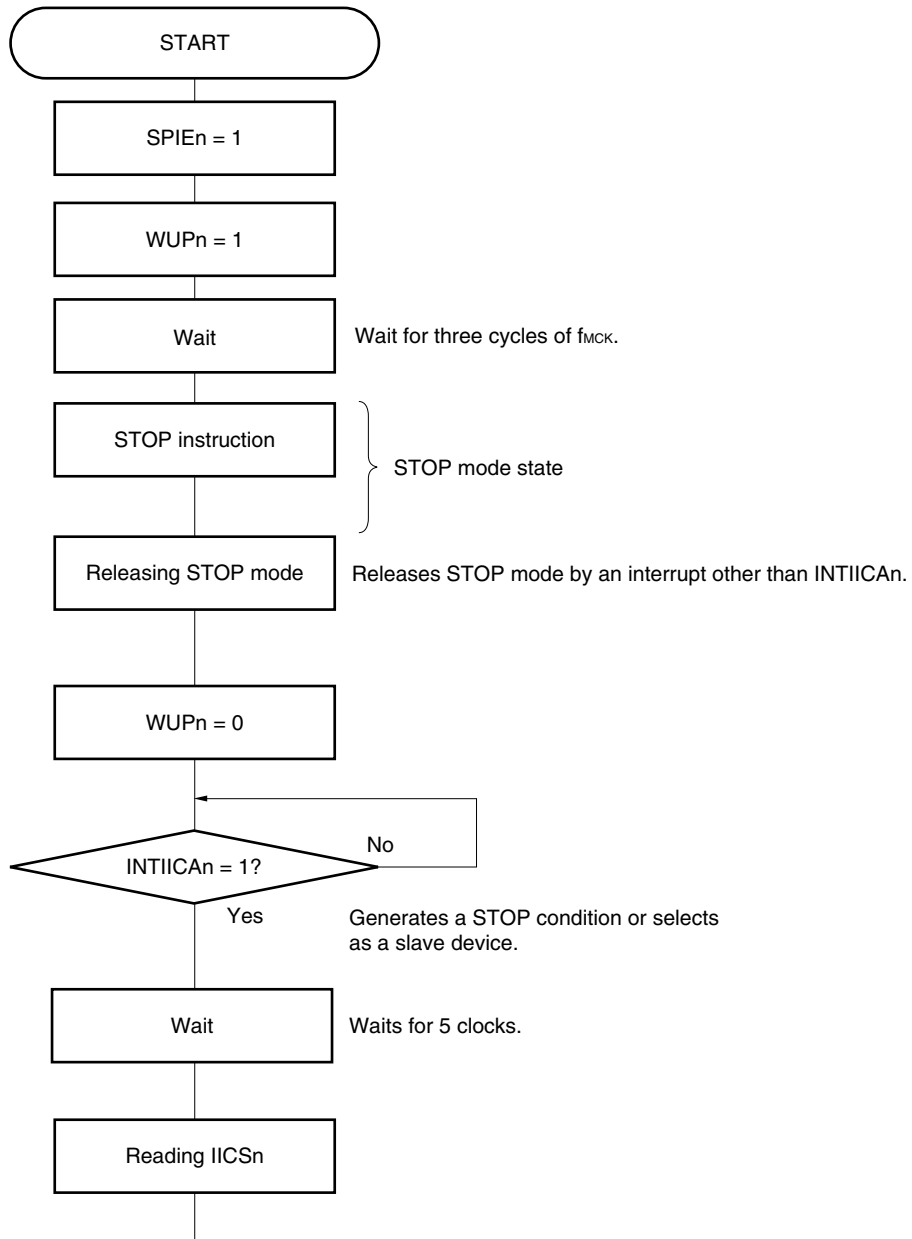 START
SPIEn = 1
WUPn = 1
Wait
Wait for three cycles of fMCK.
STOP instruction
STOP mode state
Releasing STOP mode
Releases STOP mode by an interrupt other than INTIICAn.
WUPn = 0
No
INTIICAn = 1?
Yes
Generates a STOP condition or selects
as a slave device.
Wait
Waits for 5 clocks.
Reading IICSn